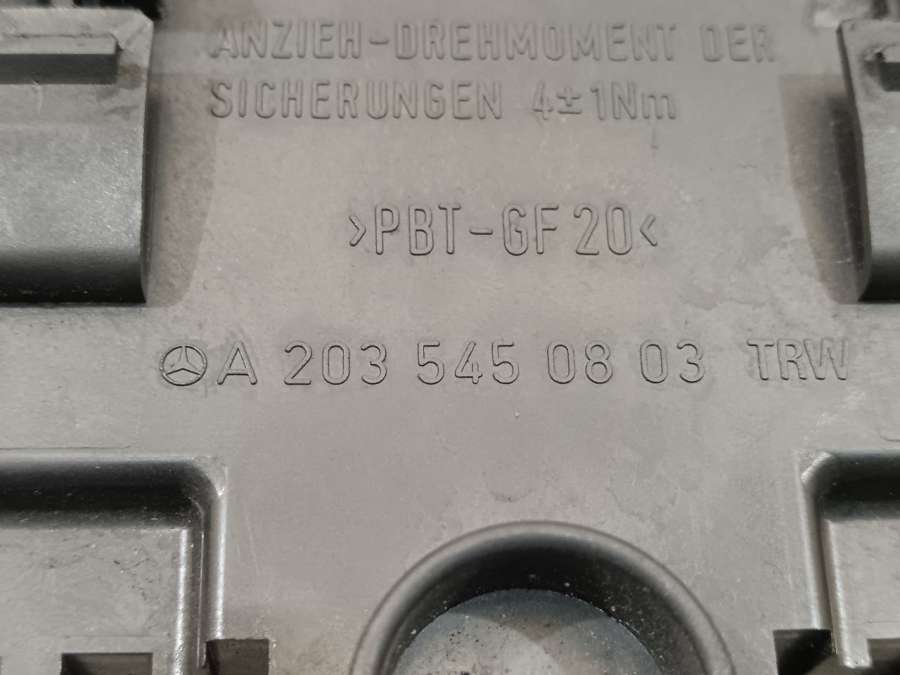 ANZIEH-DREHMOMENT DER
SICHERUNGEN 4±1Nm
>PBT-GF20<
A 203 545 08 03 TRW